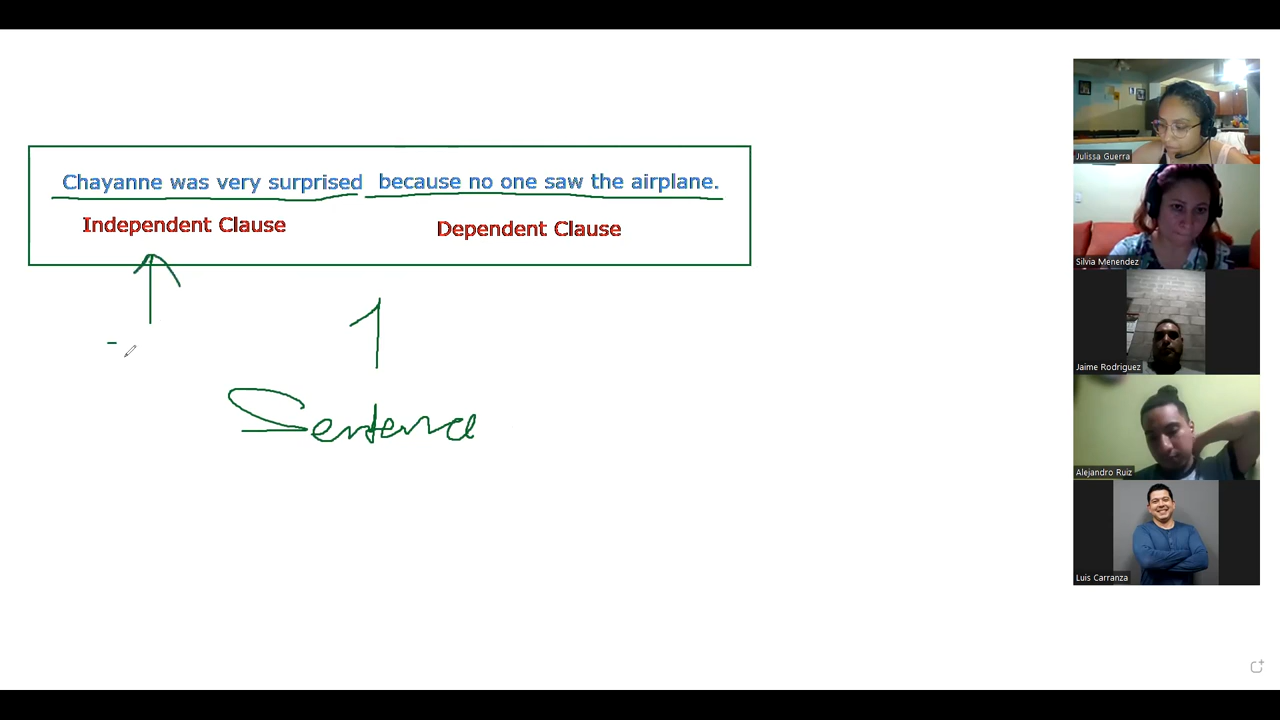 Chayanne was very surprised because no one saw the airplane.
Independent Clause Dependent Clause
1
Sentence
Julissa Guerra
Silvia Menendez
Jaime Rodriguez
Alejandro Ruiz
Luis Carranza